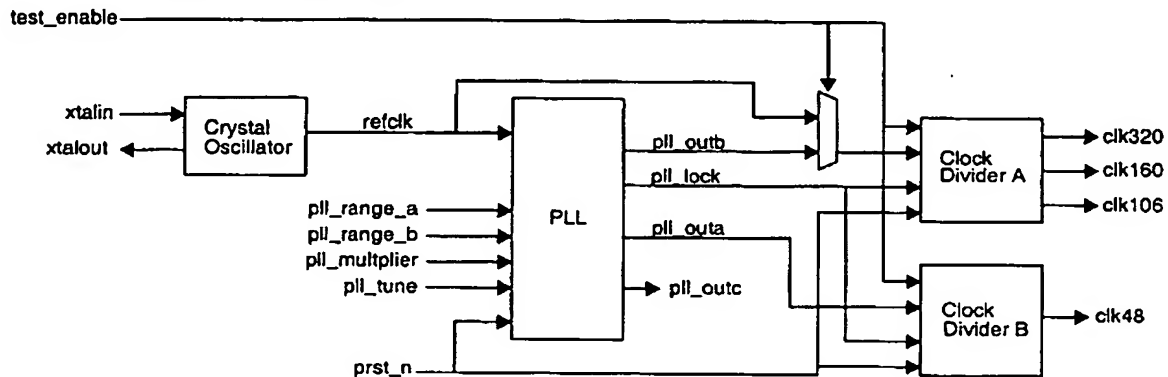 test_enable
xtalin
xtalout
Crystal
Oscillator
refclk
pll_range_a
pll_range_b
pll_multplier
pll_tune
prst_n
PLL
pll_outb
pll_lock
pll_outa
pll_outc
Clock
Divider A
clk320
clk160
clk106
Clock
Divider B
clk48